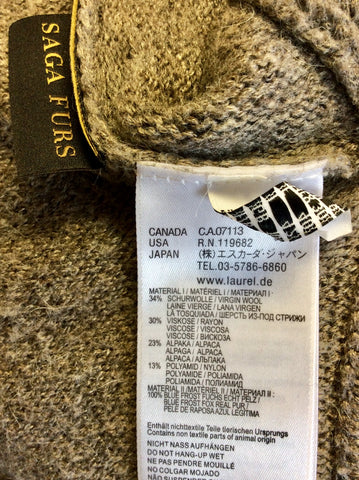 SAGA FURS
CANADA C.A.07113
USA R.N.119682
JAPAN (株)エスカーダ・ジャパン
TEL.03-5786-6860
www.laurel.de
MATERIAL I / MATÉRIEL I / МАТЕРИАЛ I·
34% SCHURWOLLE / VIRGIN WOOL
LAINE VIERGE / LANA VIRGEN
LA TOSQUIADA / ШЕРСТЬ ИЗ-ПОД СТРИЖКИ
30% VISKOSE / RAYON
VISCOSE / VISCOSA
VISCOSE / ВИСКОЗА
23% ALPAKA / ALPACA
ALPAGA / ALPACA
ALPACA / АЛЬПАКА
13% POLYAMID / NYLON
POLYAMIDE / POLIAMIDA
POLIAMIDA / ПОЛИАМИД
MATERIAL II / MATÉRIEL II / МАТЕРИАЛ II·
100% BLUE FROST FUCHS ECHT PELZ /
BLUE FROST FOX REAL FUR /
PELE DE RAPOSA AZUL LEGÍTIMA
Enthält nichttextile Teile tierischen Ursprungs
Contains non textile parts of animal origin
NICHT NASS AUFHÄNGEN
DO NOT HANG-UP WET
NE PAS PENDRE MOUILLÉ
NO COLGAR MOJADO